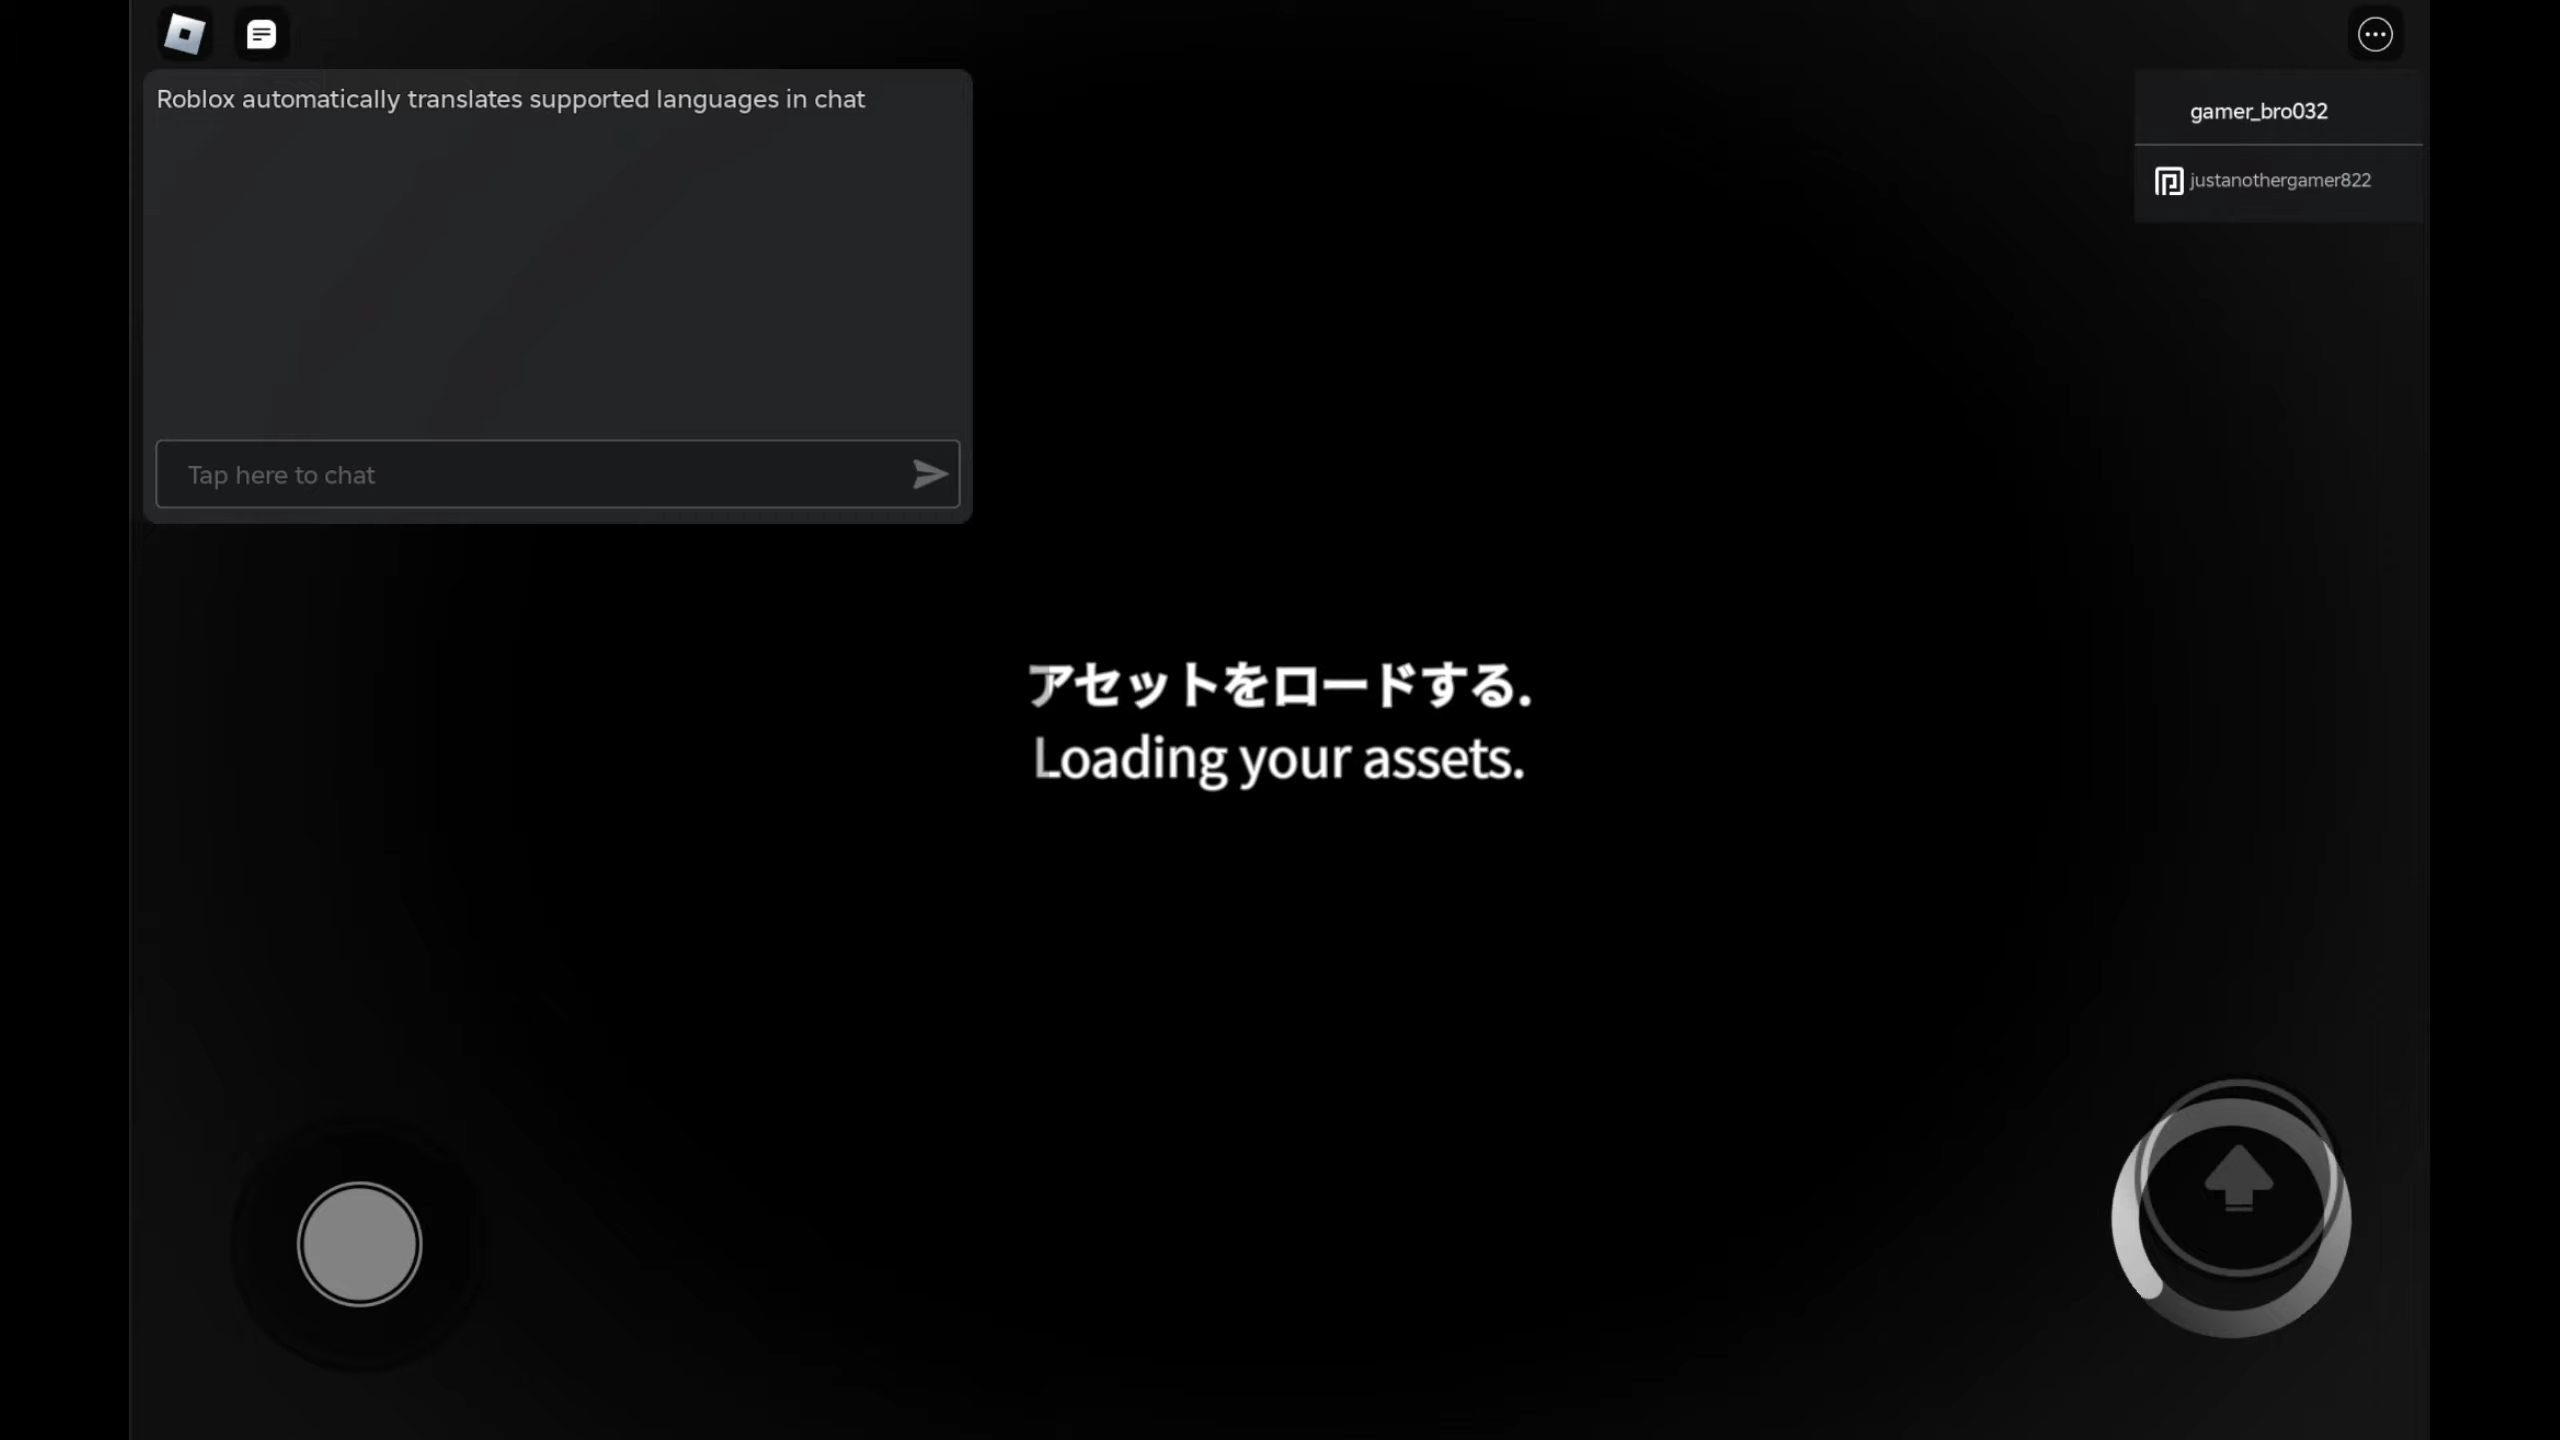 Roblox automatically translates supported languages in chat
gamer_bro032
justanothergamer822
Tap here to chat
アセットをロードする.
Loading your assets.